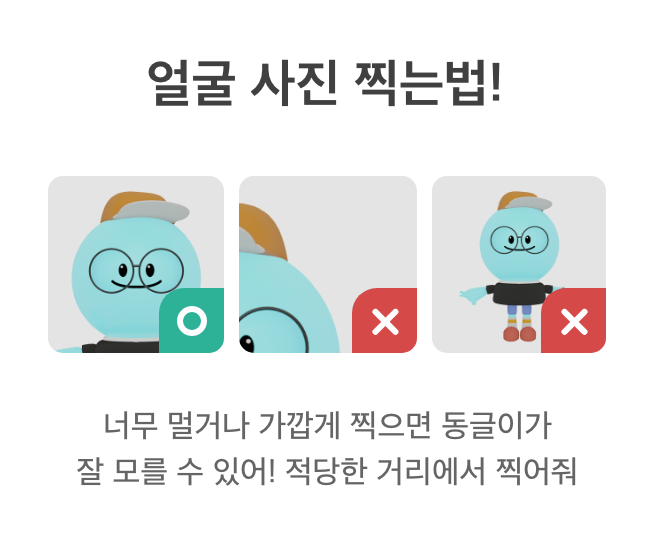 얼굴 사진 찍는법!
너무 멀거나 가깝게 찍으면 동글이가
잘 모를 수 있어! 적당한 거리에서 찍어줘